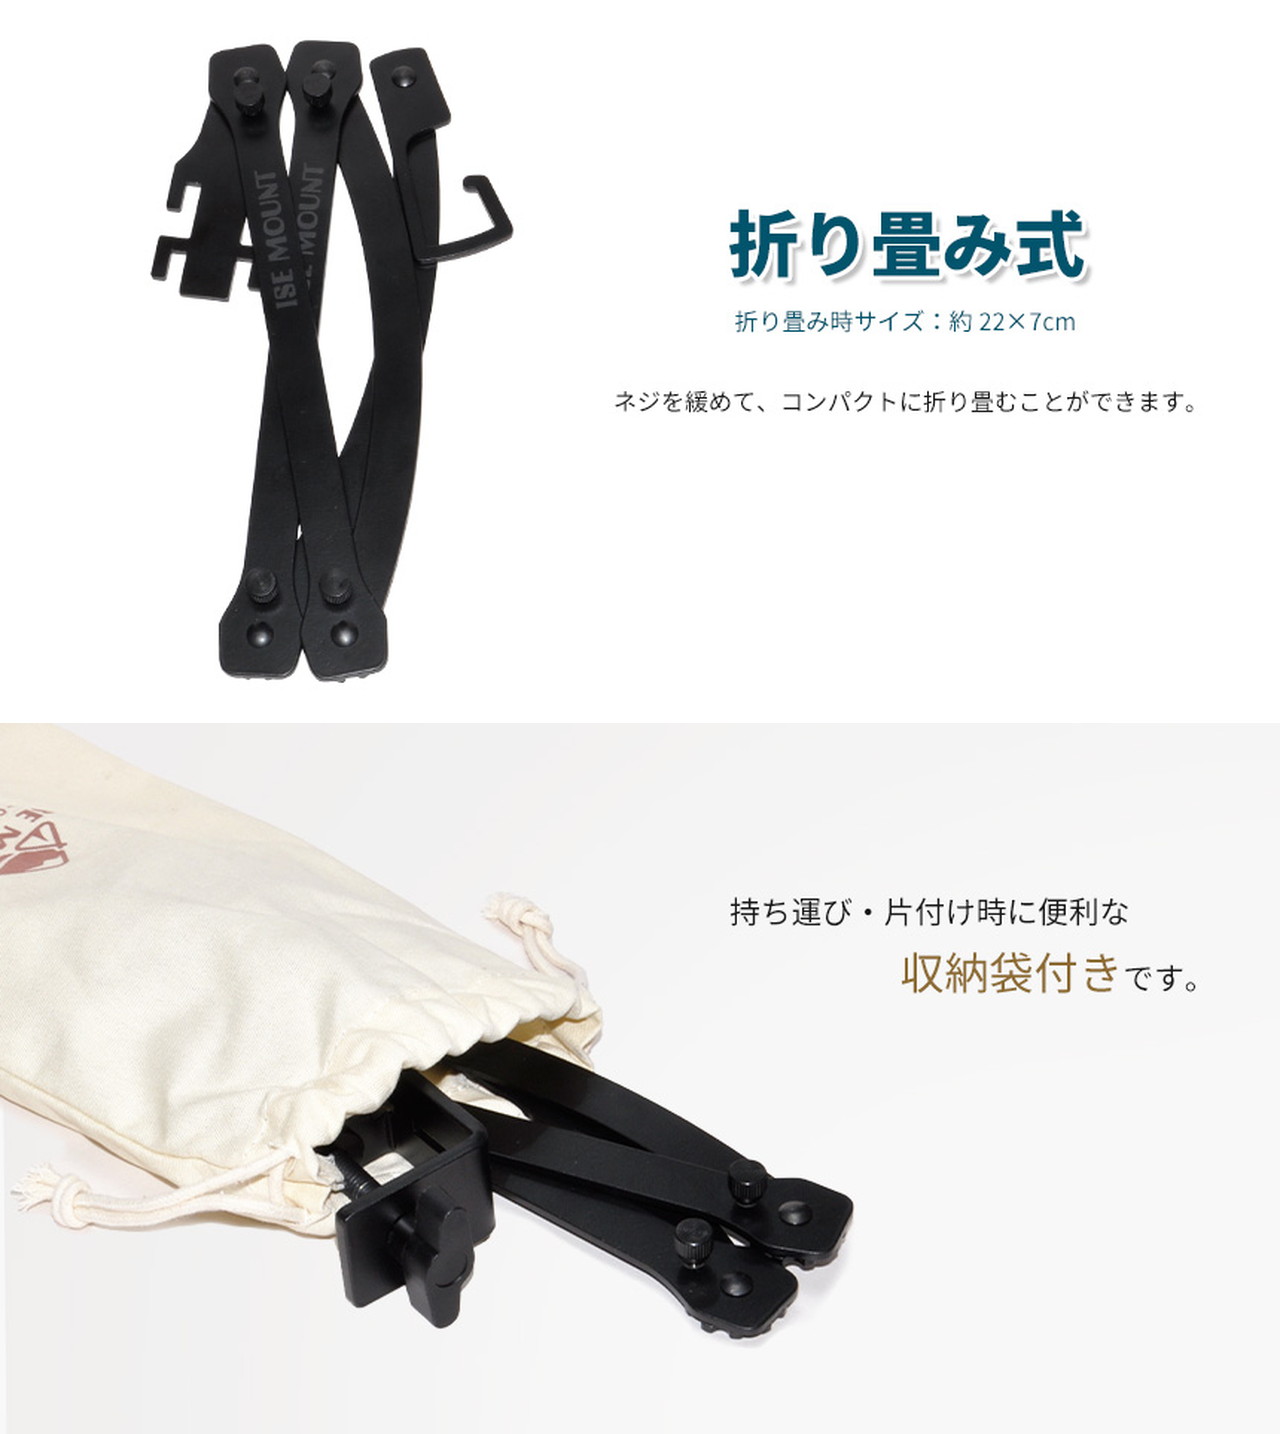 ISE MOUNT
ISE MOUNT
折り畳み式
折り畳み時サイズ：約 22×7cm
ネジを緩めて、コンパクトに折り畳むことができます。
持ち運び・片付け時に便利な
収納袋付きです。